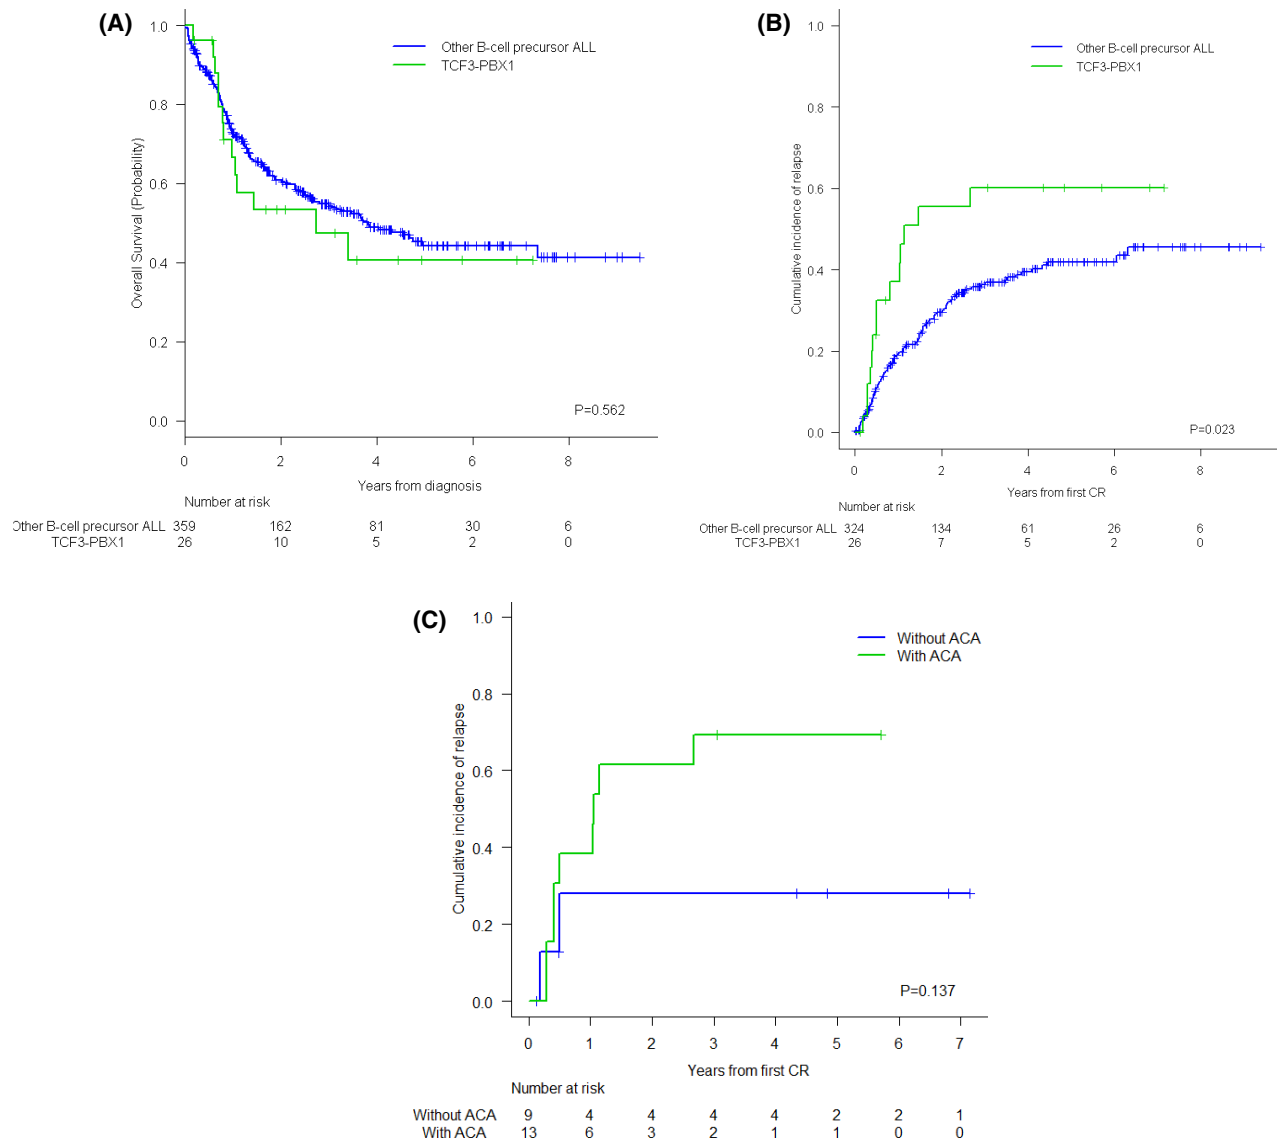 (A)
1.0
0.8
0.6
0.4
0.2
0.0
Overall Survival (Probability)
Other B-cell precursor ALL
TCF3-PBX1
P=0.562
0 2 4 6 8
Years from diagnosis
Number at risk
Other B-cell precursor ALL 359 162 81 30 6
TCF3-PBX1 26 10 5 2 0
(B)
1.0
0.8
0.6
0.4
0.2
0.0
Cumulative incidence of relapse
Other B-cell precursor ALL
TCF3-PBX1
P=0.023
0 2 4 6 8
Years from first CR
Number at risk
Other B-cell precursor ALL 324 134 61 26 6
TCF3-PBX1 26 7 5 2 0
(C)
1.0
0.8
0.6
0.4
0.2
0.0
Cumulative incidence of relapse
Without ACA
With ACA
P=0.137
0 1 2 3 4 5 6 7
Years from first CR
Number at risk
Without ACA 9 4 4 4 4 2 2 1
With ACA 13 6 3 2 1 1 0 0